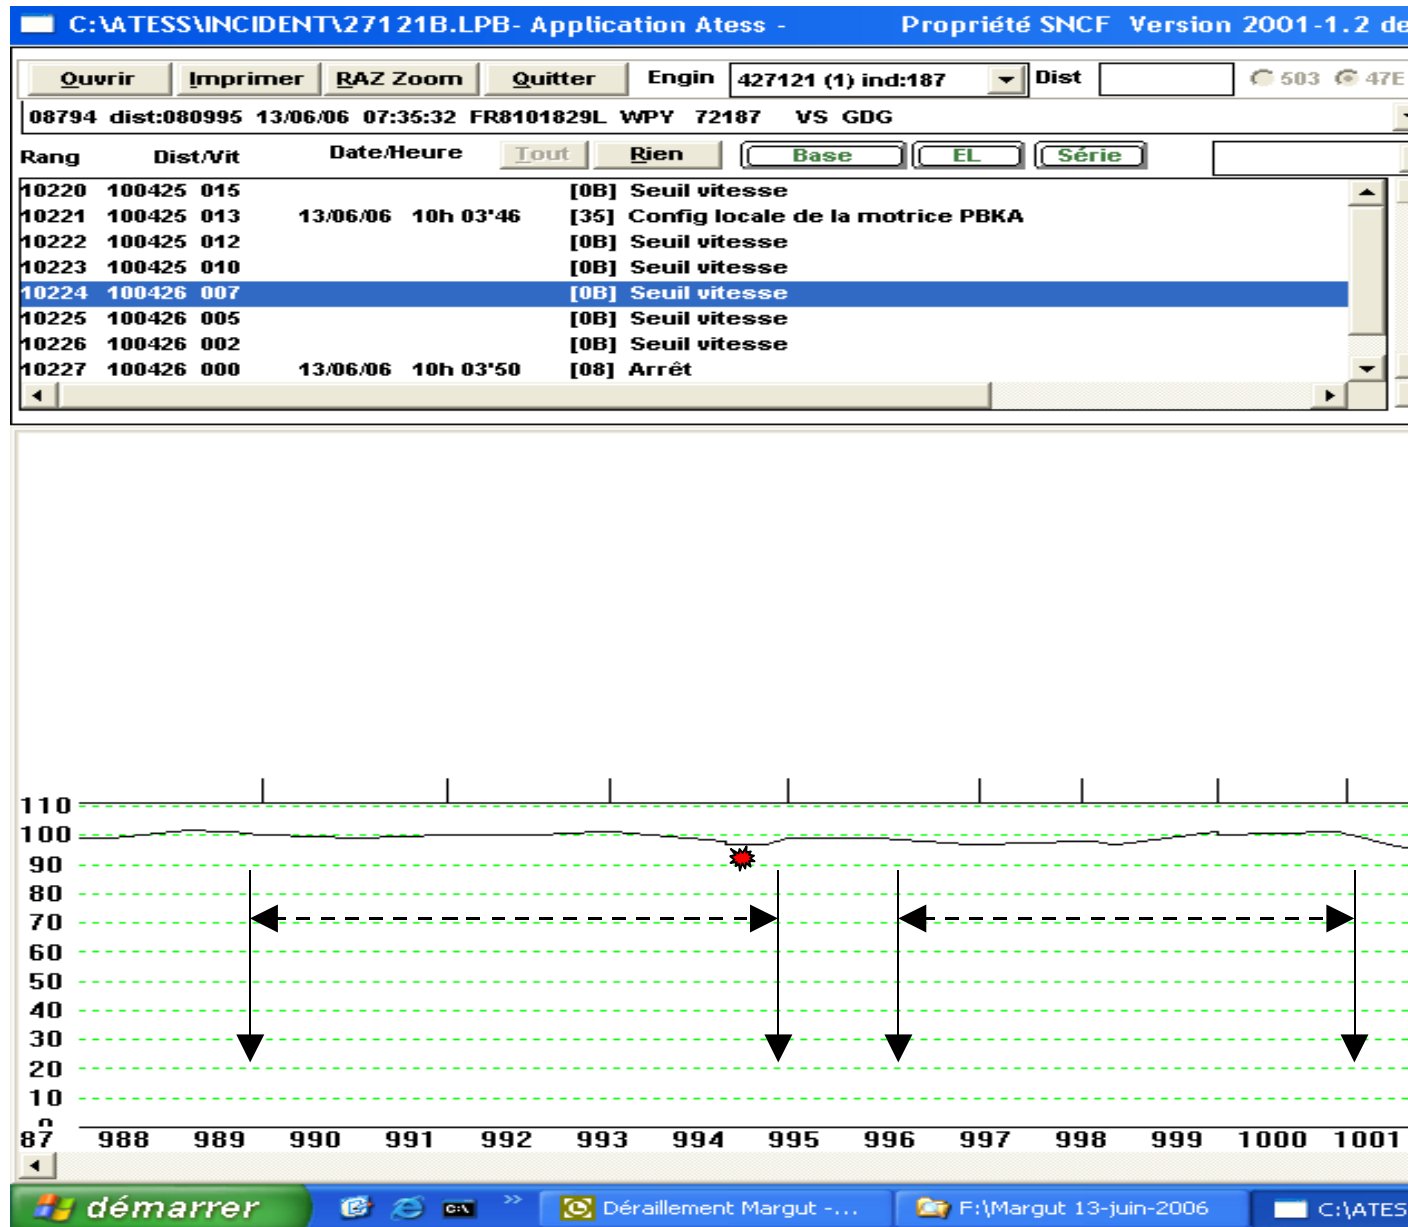 C:\ATESS\INCIDENT\27121B.LPB- Application Atess - Propriété SNCF Version 2001-1.2 de
Ouvrir Imprimer RAZ Zoom Quitter Engin 427121 (1) ind:187 Dist 503 47E
08794 dist:080995 13/06/06 07:35:32 FR8101829L WPY 72187 VS GDG
Rang Dist/Vit Date/Heure Tout Rien Base EL Série
10220 100425 015 [0B] Seuil vitesse
10221 100425 013 13/06/06 10h 03'46 [35] Config locale de la motrice PBKA
10222 100425 012 [0B] Seuil vitesse
10223 100425 010 [0B] Seuil vitesse
10224 100426 007 [0B] Seuil vitesse
10225 100426 005 [0B] Seuil vitesse
10226 100426 002 [0B] Seuil vitesse
10227 100426 000 13/06/06 10h 03'50 [08] Arrêt
110
100
90
80
70
60
50
40
30
20
10
0
87 988 989 990 991 992 993 994 995 996 997 998 999 1000 1001
démarrer C:\ » Déraillement Margut -... F:\Margut 13-juin-2006 C:\ATES